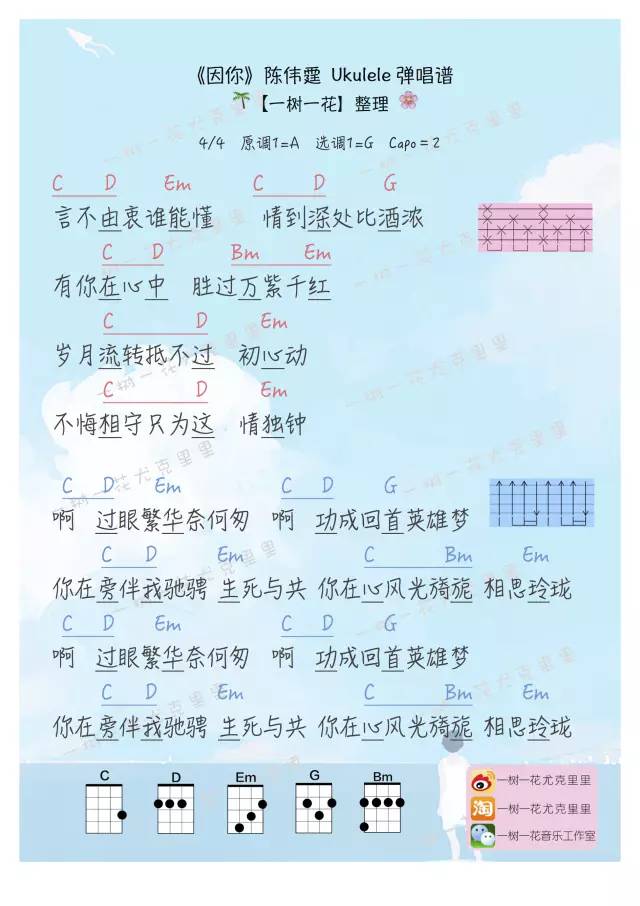 《因你》陈伟霆 Ukulele 弹唱谱
【一树一花】整理
4/4 原调1=A 选调1=G Capo=2
C D Em C D G
言不由衷谁能懂 情到深处比酒浓
C D Bm Em
有你在心中 胜过万紫千红
C D Em
岁月流转抵不过 初心动
C D Em
不悔相守只为这 情独钟
C D Em C D G
啊 过眼繁华奈何匆 啊 功成回首英雄梦
C D Em C Bm Em
你在旁伴我驰骋 生死与共 你在心风光旖旎 相思玲珑
C D Em C D G
啊 过眼繁华奈何匆 啊 功成回首英雄梦
C D Em C Bm Em
你在旁伴我驰骋 生死与共 你在心风光旖旎 相思玲珑
C D Em G Bm
一树一花尤克里里
淘 一树一花尤克里里
一树一花音乐工作室
一树一花尤克里里